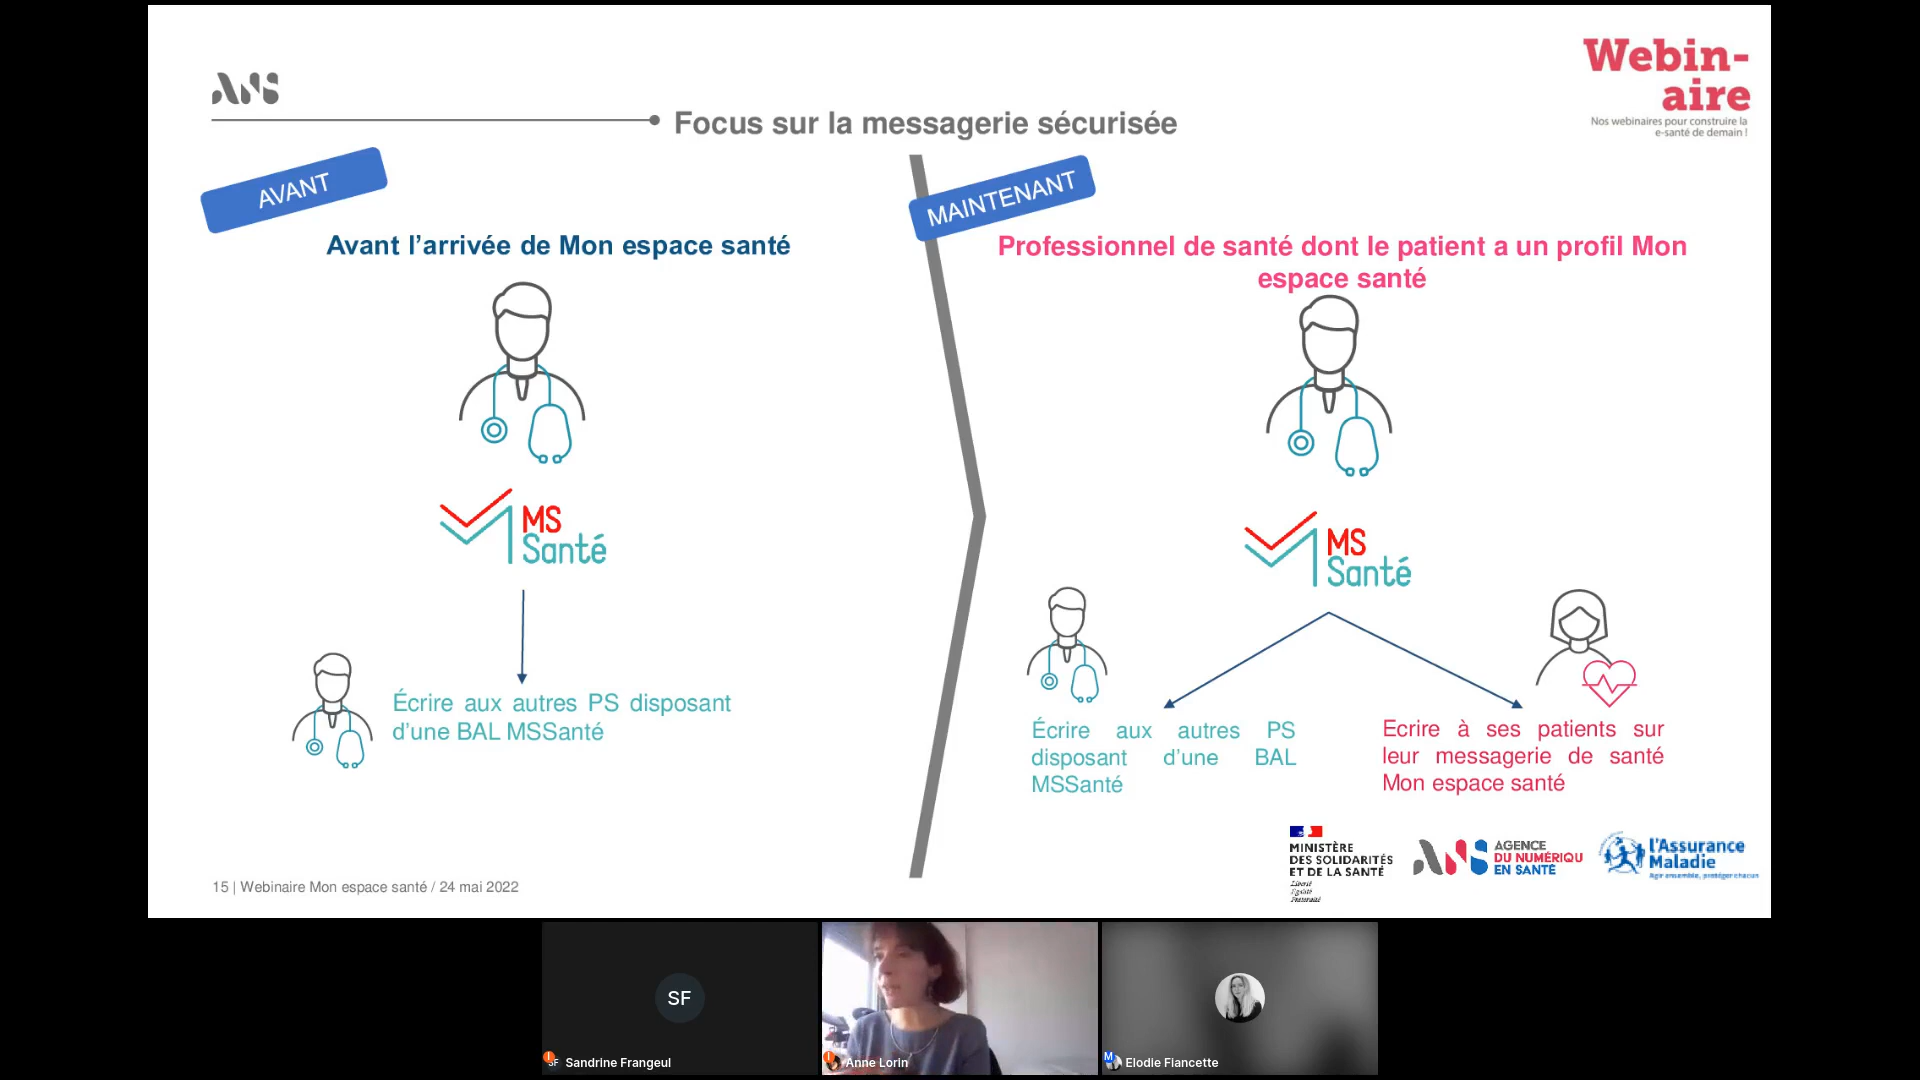 ANS
Webin-
aire
Nos webinaires pour construire la
e-santé de demain !
Focus sur la messagerie sécurisée
AVANT
Avant l’arrivée de Mon espace santé
MS
Santé
Écrire aux autres PS disposant
d’une BAL MSSanté
MAINTENANT
Professionnel de santé dont le patient a un profil Mon
espace santé
MS
Santé
Écrire aux autres PS
disposant d’une BAL
MSSanté
Ecrire à ses patients sur
leur messagerie de santé
Mon espace santé
15 | Webinaire Mon espace santé / 24 mai 2022
MINISTÈRE
DES SOLIDARITÉS
ET DE LA SANTÉ
Liberté
Égalité
Fraternité
ANS
AGENCE
DU NUMÉRIQU
EN SANTÉ
l'Assurance
Maladie
Agir ensemble, protéger chacun
SF
SF Sandrine Frangeul
I Anne Lorin
M Elodie Fiancette